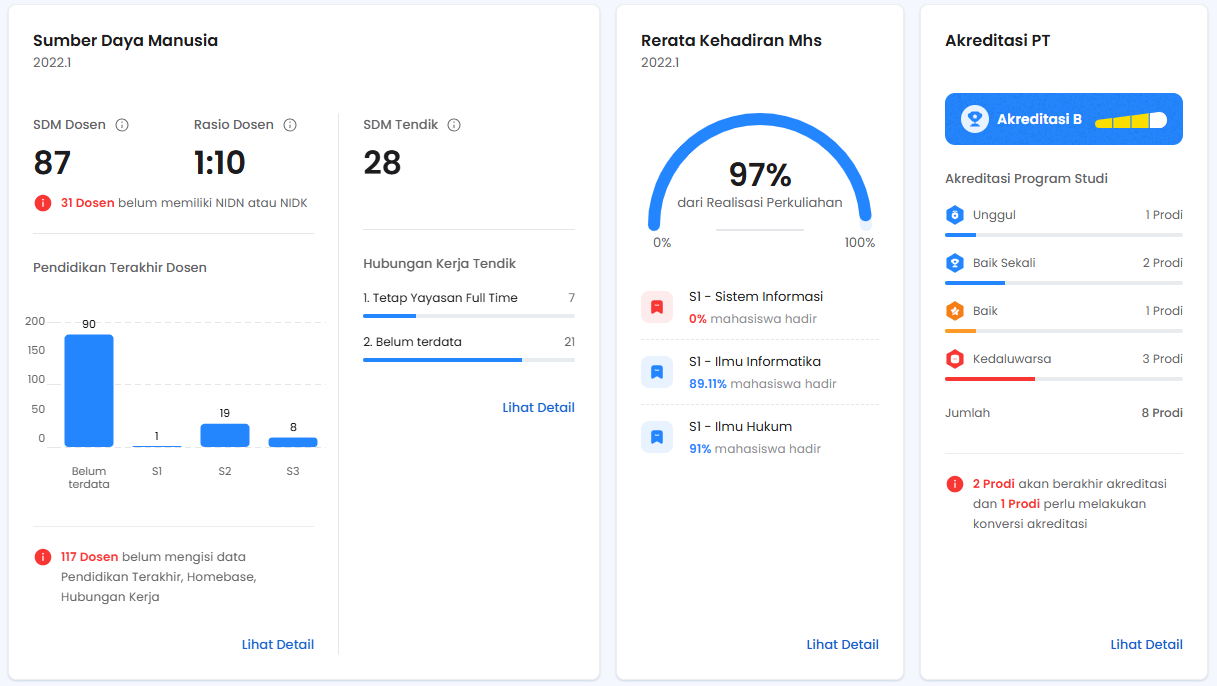 Sumber Daya Manusia
2022.1
SDM Dosen
87
Rasio Dosen
1:10
31 Dosen belum memiliki NIDN atau NIDK
Pendidikan Terakhir Dosen
200
150
100
50
0
90
1
19
8
Belum
terdata
S1
S2
S3
117 Dosen belum mengisi data
Pendidikan Terakhir, Homebase,
Hubungan Kerja
Lihat Detail
SDM Tendik
28
Hubungan Kerja Tendik
1. Tetap Yayasan Full Time 7
2. Belum terdata 21
Lihat Detail
Rerata Kehadiran Mhs
2022.1
97%
dari Realisasi Perkuliahan
0% 100%
S1 - Sistem Informasi
0% mahasiswa hadir
S1 - Ilmu Informatika
89.11% mahasiswa hadir
S1 - Ilmu Hukum
91% mahasiswa hadir
Lihat Detail
Akreditasi PT
Akreditasi B
Akreditasi Program Studi
Unggul 1 Prodi
Baik Sekali 2 Prodi
Baik 1 Prodi
Kedaluwarsa 3 Prodi
Jumlah 8 Prodi
2 Prodi akan berakhir akreditasi
dan 1 Prodi perlu melakukan
konversi akreditasi
Lihat Detail